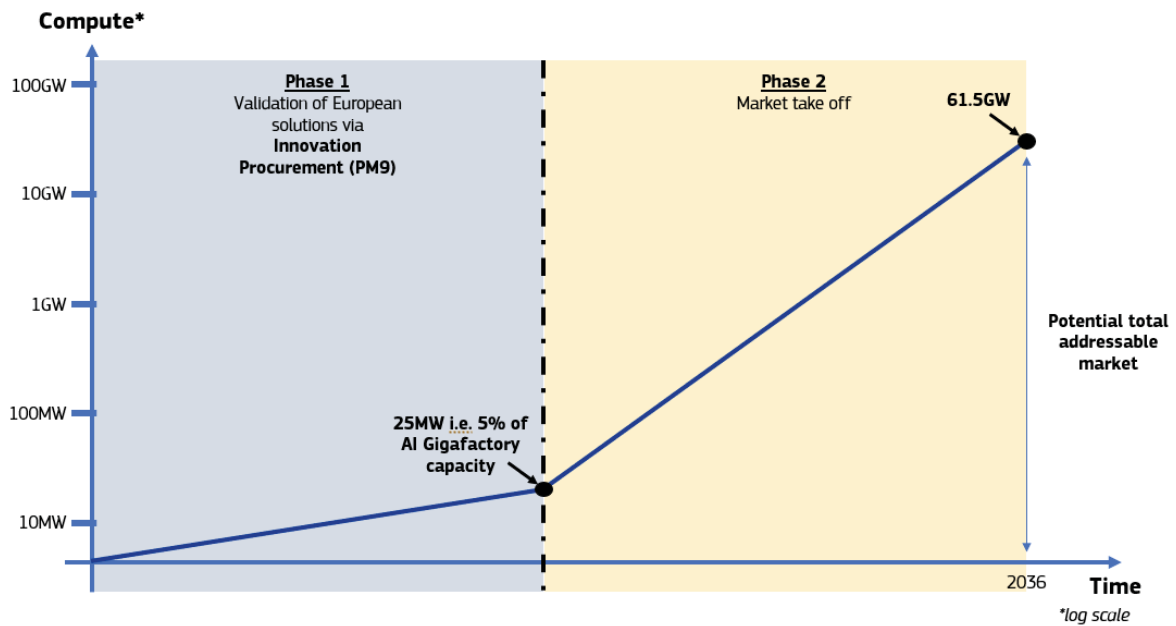 Compute*
100GW
10GW
1GW
100MW
10MW
Phase 1
Validation of European
solutions via
Innovation
Procurement (PM9)
Phase 2
Market take off
61.5GW
25MW i.e. 5% of
AI Gigafactory
capacity
Potential total
addressable
market
2036
Time
*log scale